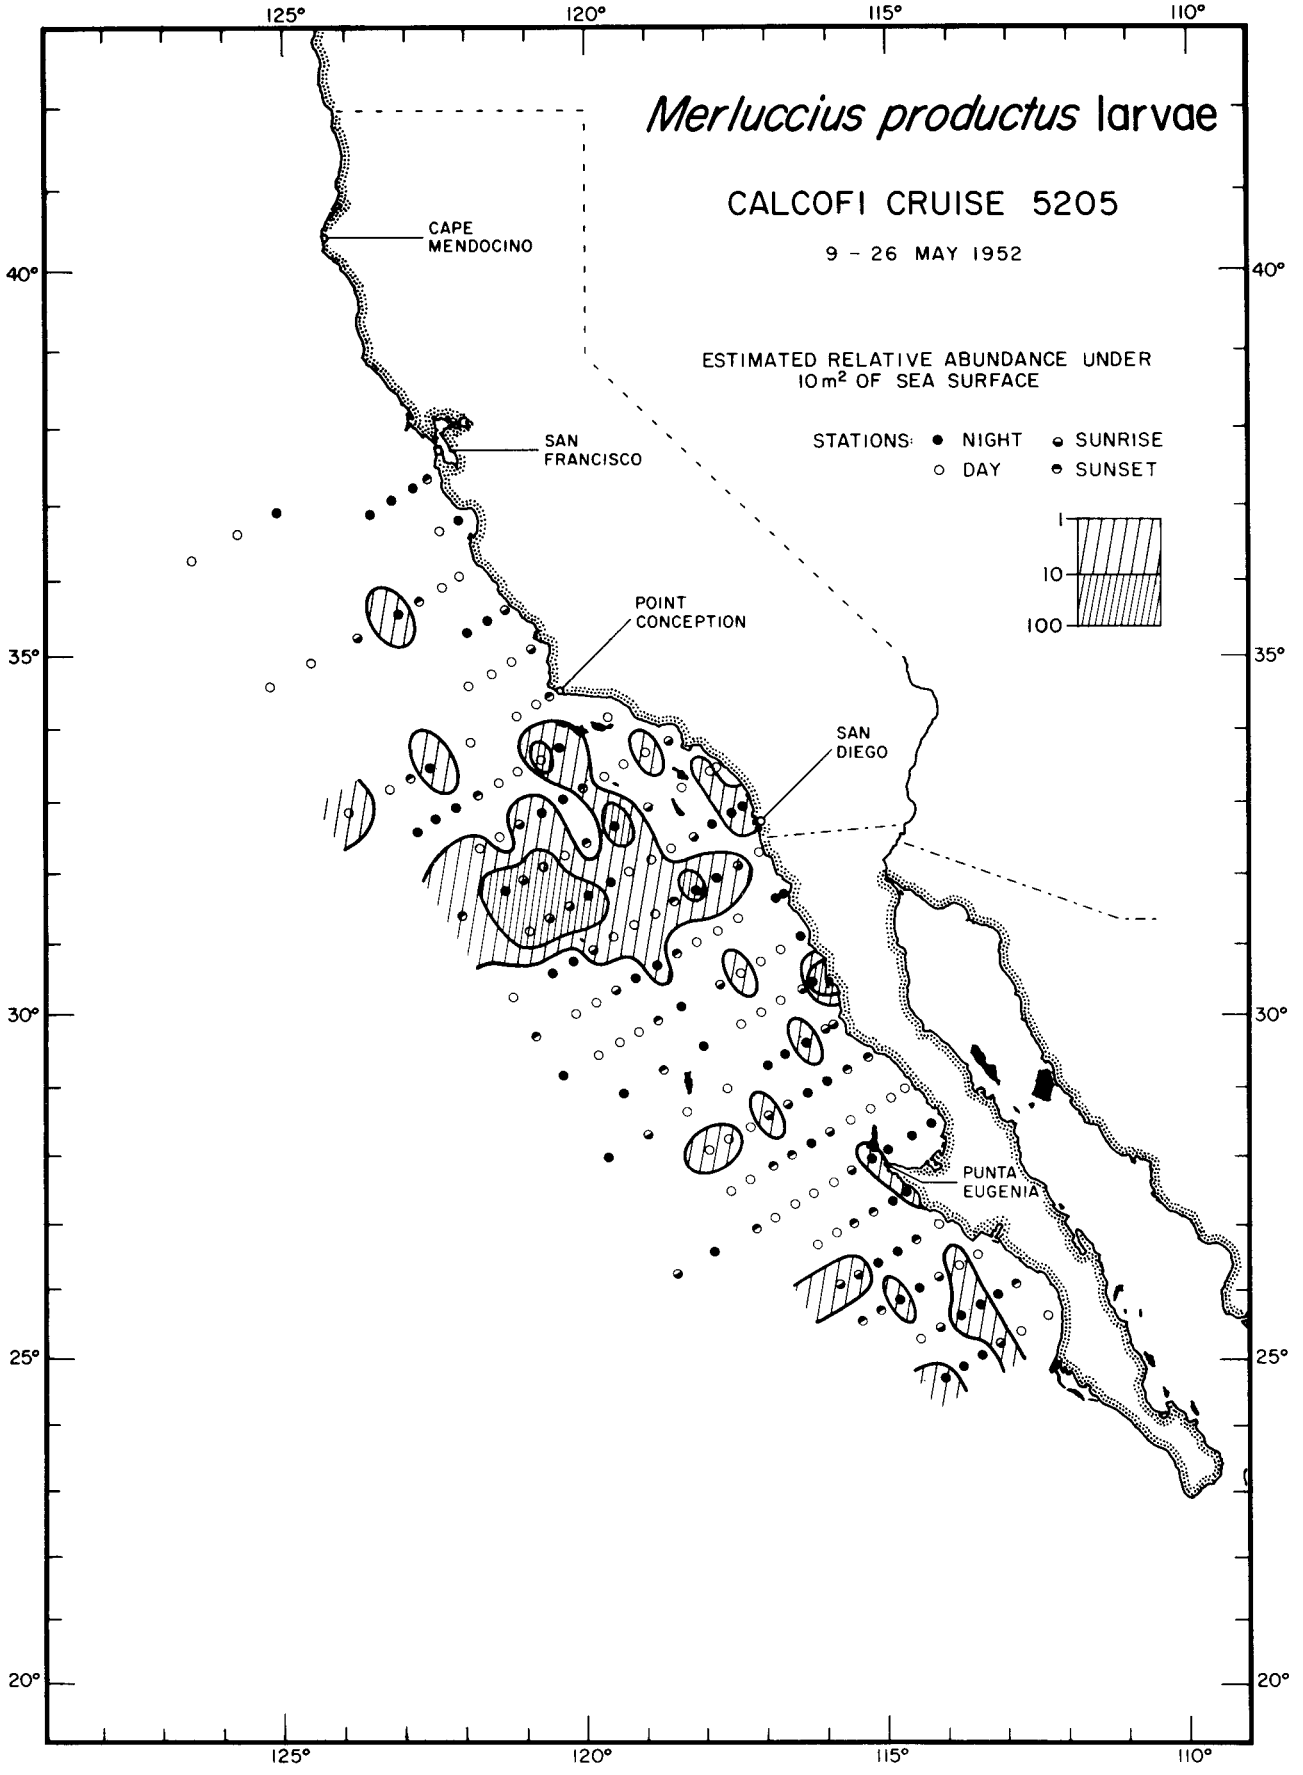 125° 120° 115° 110°
Merluccius productus larvae
CALCOFI CRUISE 5205
9 – 26 MAY 1952
CAPE
MENDOCINO
40° 40°
ESTIMATED RELATIVE ABUNDANCE UNDER
10m² OF SEA SURFACE
STATIONS: ● NIGHT SUNRISE
○ DAY SUNSET
SAN
FRANCISCO
1
10
100
POINT
CONCEPTION
35° 35°
SAN
DIEGO
30° 30°
PUNTA
EUGENIA
25° 25°
20° 20°
125° 120° 115° 110°